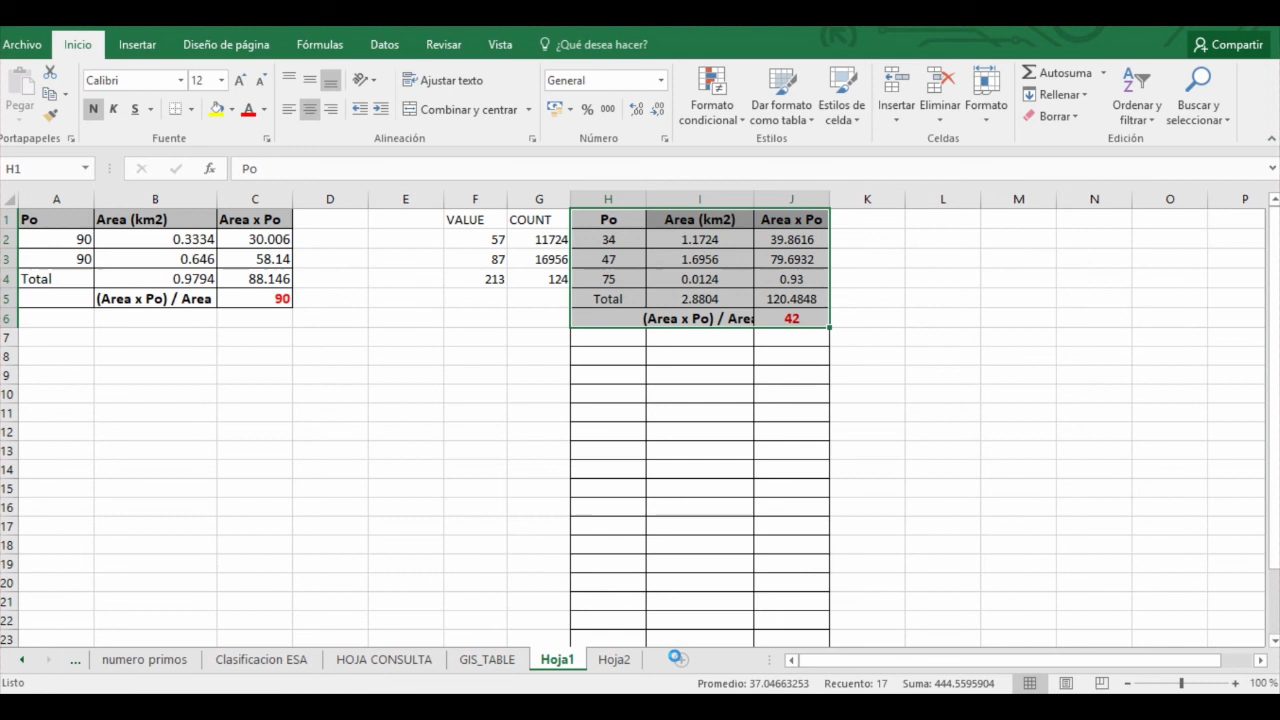 Archivo Inicio Insertar Diseño de página Fórmulas Datos Revisar Vista ¿Qué desea hacer? Compartir
Pegar
Calibri 12
N K S
Ajustar texto
Combinar y centrar
General
% 000
Formato condicional
Dar formato como tabla
Estilos de celda
Insertar
Eliminar
Formato
Autosuma
Rellenar
Borrar
Ordenar y filtrar
Buscar y seleccionar
Portapapeles Fuente Alineación Número Estilos Celdas Edición
H1 fx Po
A B C D E F G H I J K L M N O P
1 Po Area (km2) Area x Po VALUE COUNT Po Area (km2) Area x Po
2 90 0.3334 30.006 57 11724 34 1.1724 39.8616
3 90 0.646 58.14 87 16956 47 1.6956 79.6932
4 Total 0.9794 88.146 213 124 75 0.0124 0.93
5 (Area x Po) / Area 90 Total 2.8804 120.4848
6 (Area x Po) / Area 42
7
8
9
10
11
12
13
14
15
16
17
18
19
20
21
22
23
... numero primos Clasificacion ESA HOJA CONSULTA GIS_TABLE Hoja1 Hoja2
Listo Promedio: 37.04663253 Recuento: 17 Suma: 444.5595904 100 %